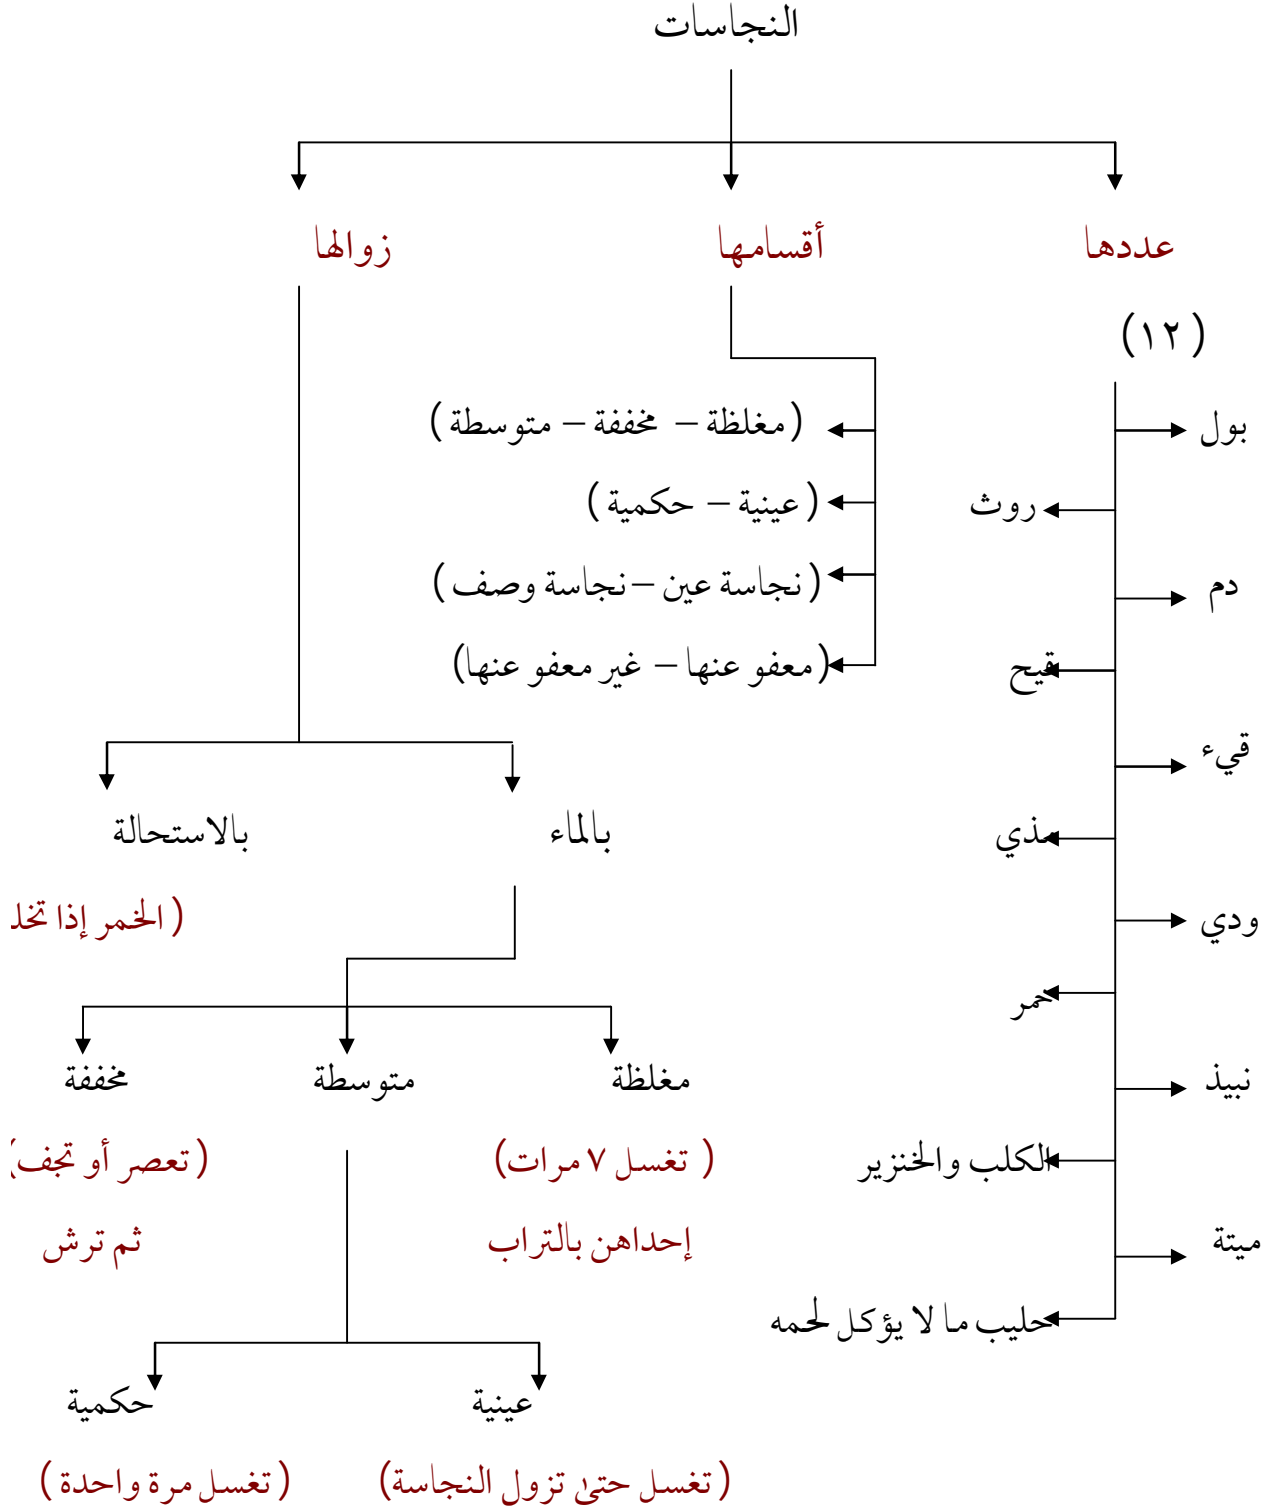 النجاسات
عددها
أقسامها
زوالها
(١٢)
بول
روث
دم
قيح
قيء
مذي
ودي
خمر
نبيذ
الكلب والخنزير
ميتة
حليب ما لا يؤكل لحمه
(مغلظة – مخففة – متوسطة)
(عينية – حكمية)
(نجاسة عين – نجاسة وصف)
(معفو عنها – غير معفو عنها)
بالماء
بالاستحالة
(الخمر إذا تخل
مغلظة
متوسطة
مخففة
(تغسل ٧ مرات)
إحداهن بالتراب
(تعصر أو تجف)
ثم ترش
عينية
حكمية
(تغسل حتىٰ تزول النجاسة)
(تغسل مرة واحدة)